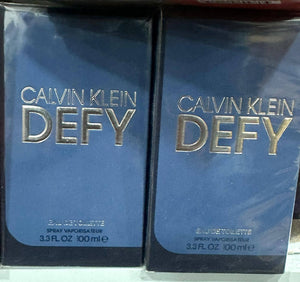 CALVIN KLEIN
DEFY
EAU DE TOILETTE
SPRAY VAPORISATEUR
3.3 FL.OZ 100 ml e
CALVIN KLEIN
DEFY
EAU DE TOILETTE
SPRAY VAPORISATEUR
3.3 FL.OZ 100 ml e